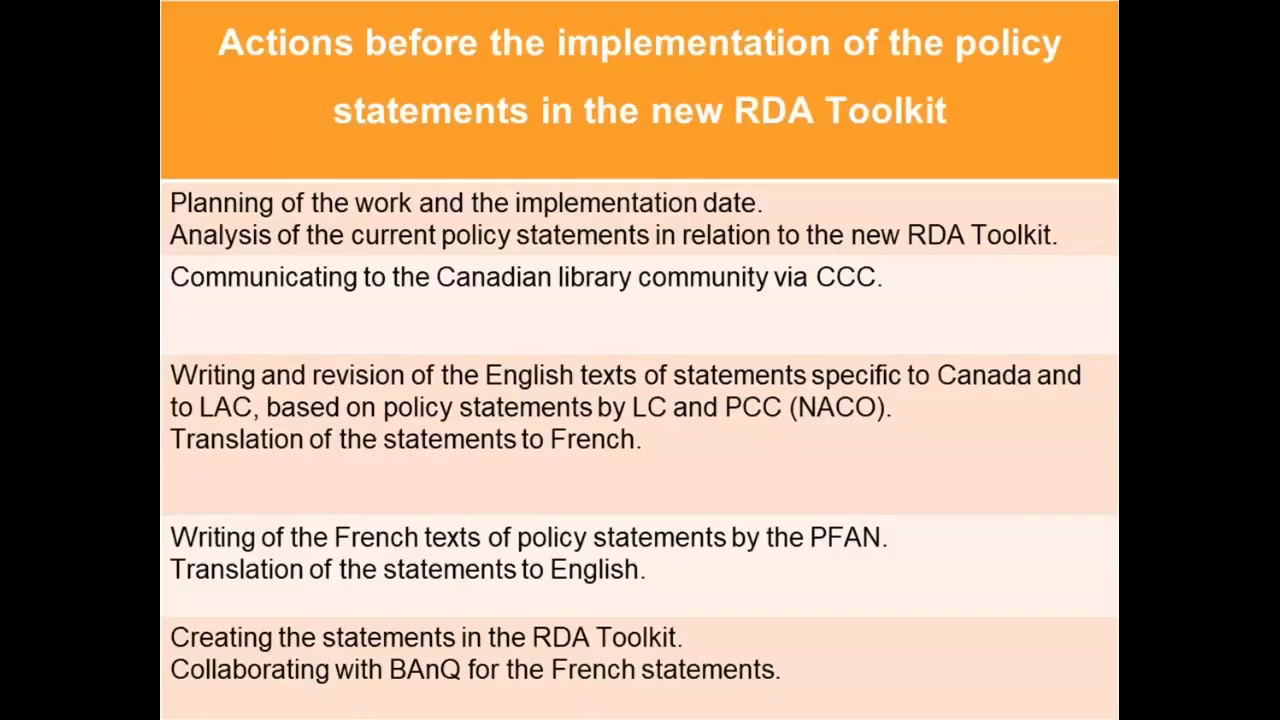 Actions before the implementation of the policy
statements in the new RDA Toolkit
Planning of the work and the implementation date.
Analysis of the current policy statements in relation to the new RDA Toolkit.
Communicating to the Canadian library community via CCC.
Writing and revision of the English texts of statements specific to Canada and
to LAC, based on policy statements by LC and PCC (NACO).
Translation of the statements to French.
Writing of the French texts of policy statements by the PFAN.
Translation of the statements to English.
Creating the statements in the RDA Toolkit.
Collaborating with BAnQ for the French statements.